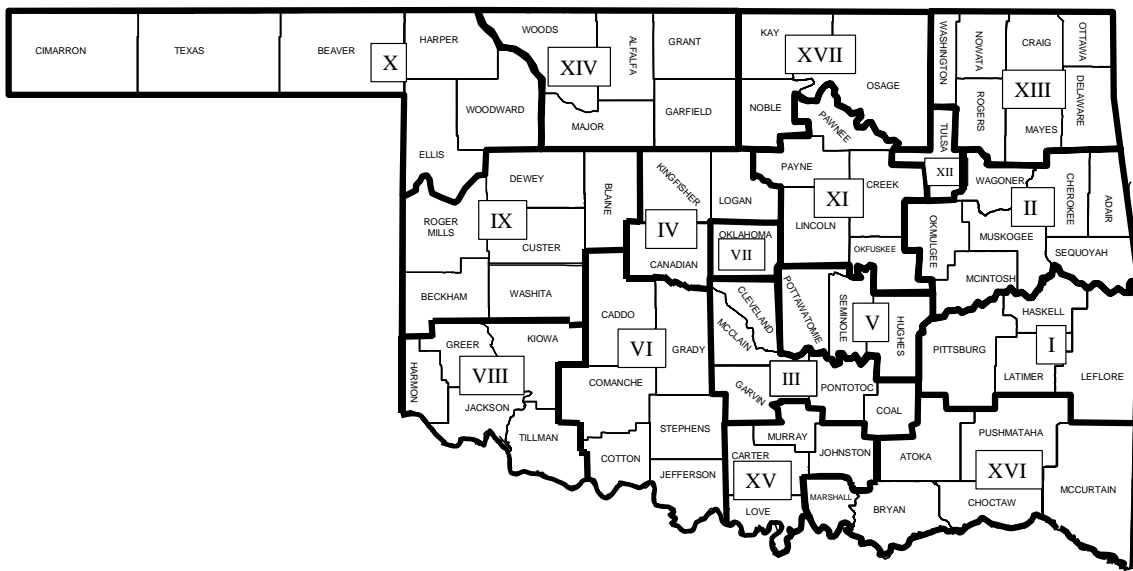 CIMARRON
TEXAS
BEAVER
X
HARPER
WOODS
XIV
ALFALFA
GRANT
KAY
XVII
OSAGE
WASHINGTON
NOWATA
CRAIG
OTTAWA
XIII
DELAWARE
ROGERS
MAYES
WOODWARD
MAJOR
GARFIELD
NOBLE
PAWNEE
TULSA
ELLIS
DEWEY
BLAINE
KINGFISHER
LOGAN
PAYNE
CREEK
XII
WAGONER
CHEROKEE
ADAIR
ROGER
MILLS
IX
CUSTER
IV
CANADIAN
OKLAHOMA
VII
XI
LINCOLN
OKFUSKEE
OKMULGEE
II
MUSKOGEE
SEQUOYAH
MCINTOSH
BECKHAM
WASHITA
CADDO
GRADY
CLEVELAND
MCCLAIN
POTTAWATOMIE
SEMINOLE
V
HUGHES
HASKELL
PITTSBURG
I
LATIMER
LEFLORE
GREER
KIOWA
HARMON
VIII
JACKSON
TILLMAN
VI
COMANCHE
GARVIN
III
PONTOTOC
COAL
STEPHENS
COTTON
JEFFERSON
MURRAY
CARTER
JOHNSTON
XV
LOVE
MARSHALL
ATOKA
PUSHMATAHA
XVI
BRYAN
CHOCTAW
MCCURTAIN